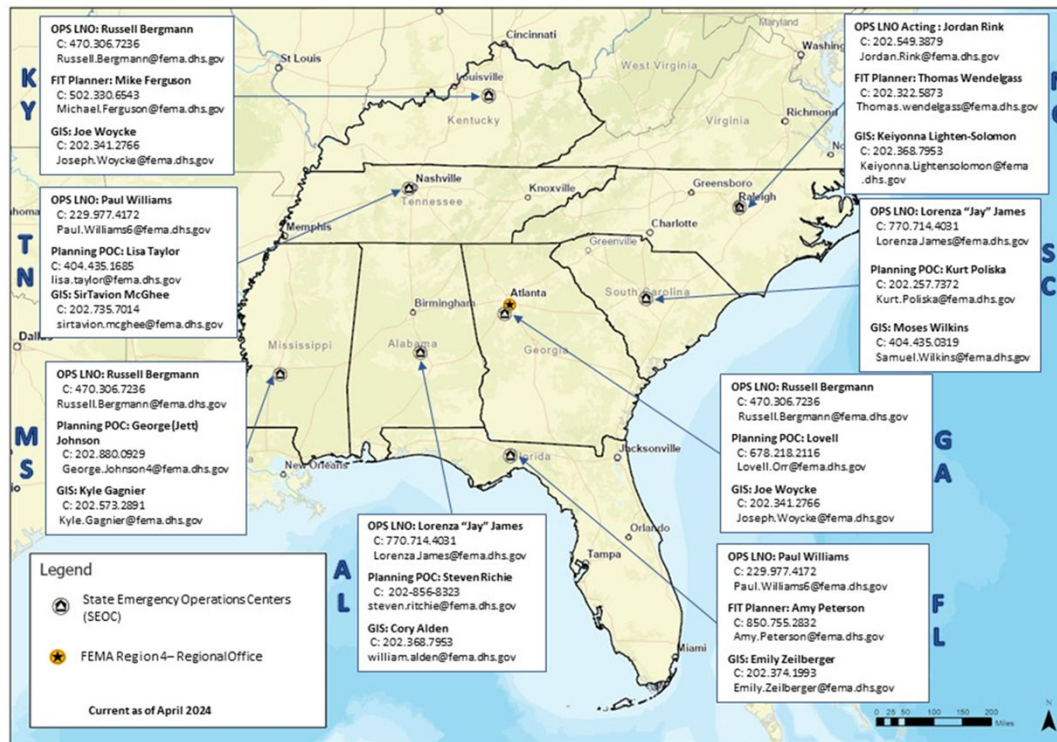 OPS LNO: Russell Bergmann
C: 470.306.7236
Russell.Bergmann@fema.dhs.gov
FIT Planner: Mike Ferguson
C: 502.330.6543
Michael.Ferguson@fema.dhs.gov
GIS: Joe Woycke
C: 202.341.2766
Joseph.Woycke@fema.dhs.gov
KY
OPS LNO: Paul Williams
C: 229.977.4172
Paul.Williams6@fema.dhs.gov
Planning POC: Lisa Taylor
C: 404.435.1685
lisa.taylor@fema.dhs.gov
GIS: SirTavion McGhee
C: 202.735.7014
sirtavion.mcghee@fema.dhs.gov
TN
OPS LNO: Russell Bergmann
C: 470.306.7236
Russell.Bergmann@fema.dhs.gov
Planning POC: George(Jett)
Johnson
C: 202.880.0929
George.Johnson4@fema.dhs.gov
GIS: Kyle Gagnier
C: 202.573.2891
Kyle.Gagnier@fema.dhs.gov
MS
OPS LNO Acting : Jordan Rink
C: 202.549.3879
Jordan.Rink@fema.dhs.gov
FIT Planner: Thomas Wendelgass
C: 202.322.5873
Thomas.wendelgass@fema.dhs.gov
GIS: Keiyonna Lighten-Solomon
C: 202.368.7953
Keiyonna.Lightensolomon@fema
.dhs.gov
OPS LNO: Lorenza "Jay" James
C: 770.714.4031
Lorenza.James@fema.dhs.gov
Planning POC: Kurt Poliska
C: 202.257.7372
Kurt.Poliska@fema.dhs.gov
GIS: Moses Wilkins
C: 404.435.0319
Samuel.Wilkins@fema.dhs.gov
SC
OPS LNO: Russell Bergmann
C: 470.306.7236
Russell.Bergmann@fema.dhs.gov
Planning POC: Lovell
C: 678.218.2116
Lovell.Orr@fema.dhs.gov
GIS: Joe Woycke
C: 202.341.2766
Joseph.Woycke@fema.dhs.gov
GA
OPS LNO: Lorenza "Jay" James
C: 770.714.4031
Lorenza.James@fema.dhs.gov
Planning POC: Steven Richie
C: 202-856-8323
steven.ritchie@fema.dhs.gov
GIS: Cory Alden
C: 202.368.7953
william.alden@fema.dhs.gov
AL
OPS LNO: Paul Williams
C: 229.977.4172
Paul.Williams6@fema.dhs.gov
FIT Planner: Amy Peterson
C: 850.755.2832
Amy.Peterson@fema.dhs.gov
GIS: Emily Zeilberger
C: 202.374.1993
Emily.Zeilberger@fema.dhs.gov
FL
Cincinnati
St Louis
Louisville
Kentucky
West Virginia
Maryland
Virginia
Richmond
Nashville
Tennessee
Knoxville
Memphis
Greensboro
Raleigh
Charlotte
Greenville
South Carolina
Atlanta
Georgia
Birmingham
Alabama
Mississippi
New Orleans
Jacksonville
Orlando
Tampa
Miami
Legend
State Emergency Operations Centers
(SEOC)
FEMA Region 4– Regional Office
Current as of April 2024
0 25 50 100 150 200
Miles
N